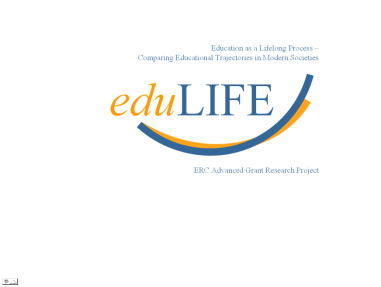 Education as a Lifelong Process –
Comparing Educational Trajectories in Modern Societies
eduLIFE
ERC Advanced Grant Research Project